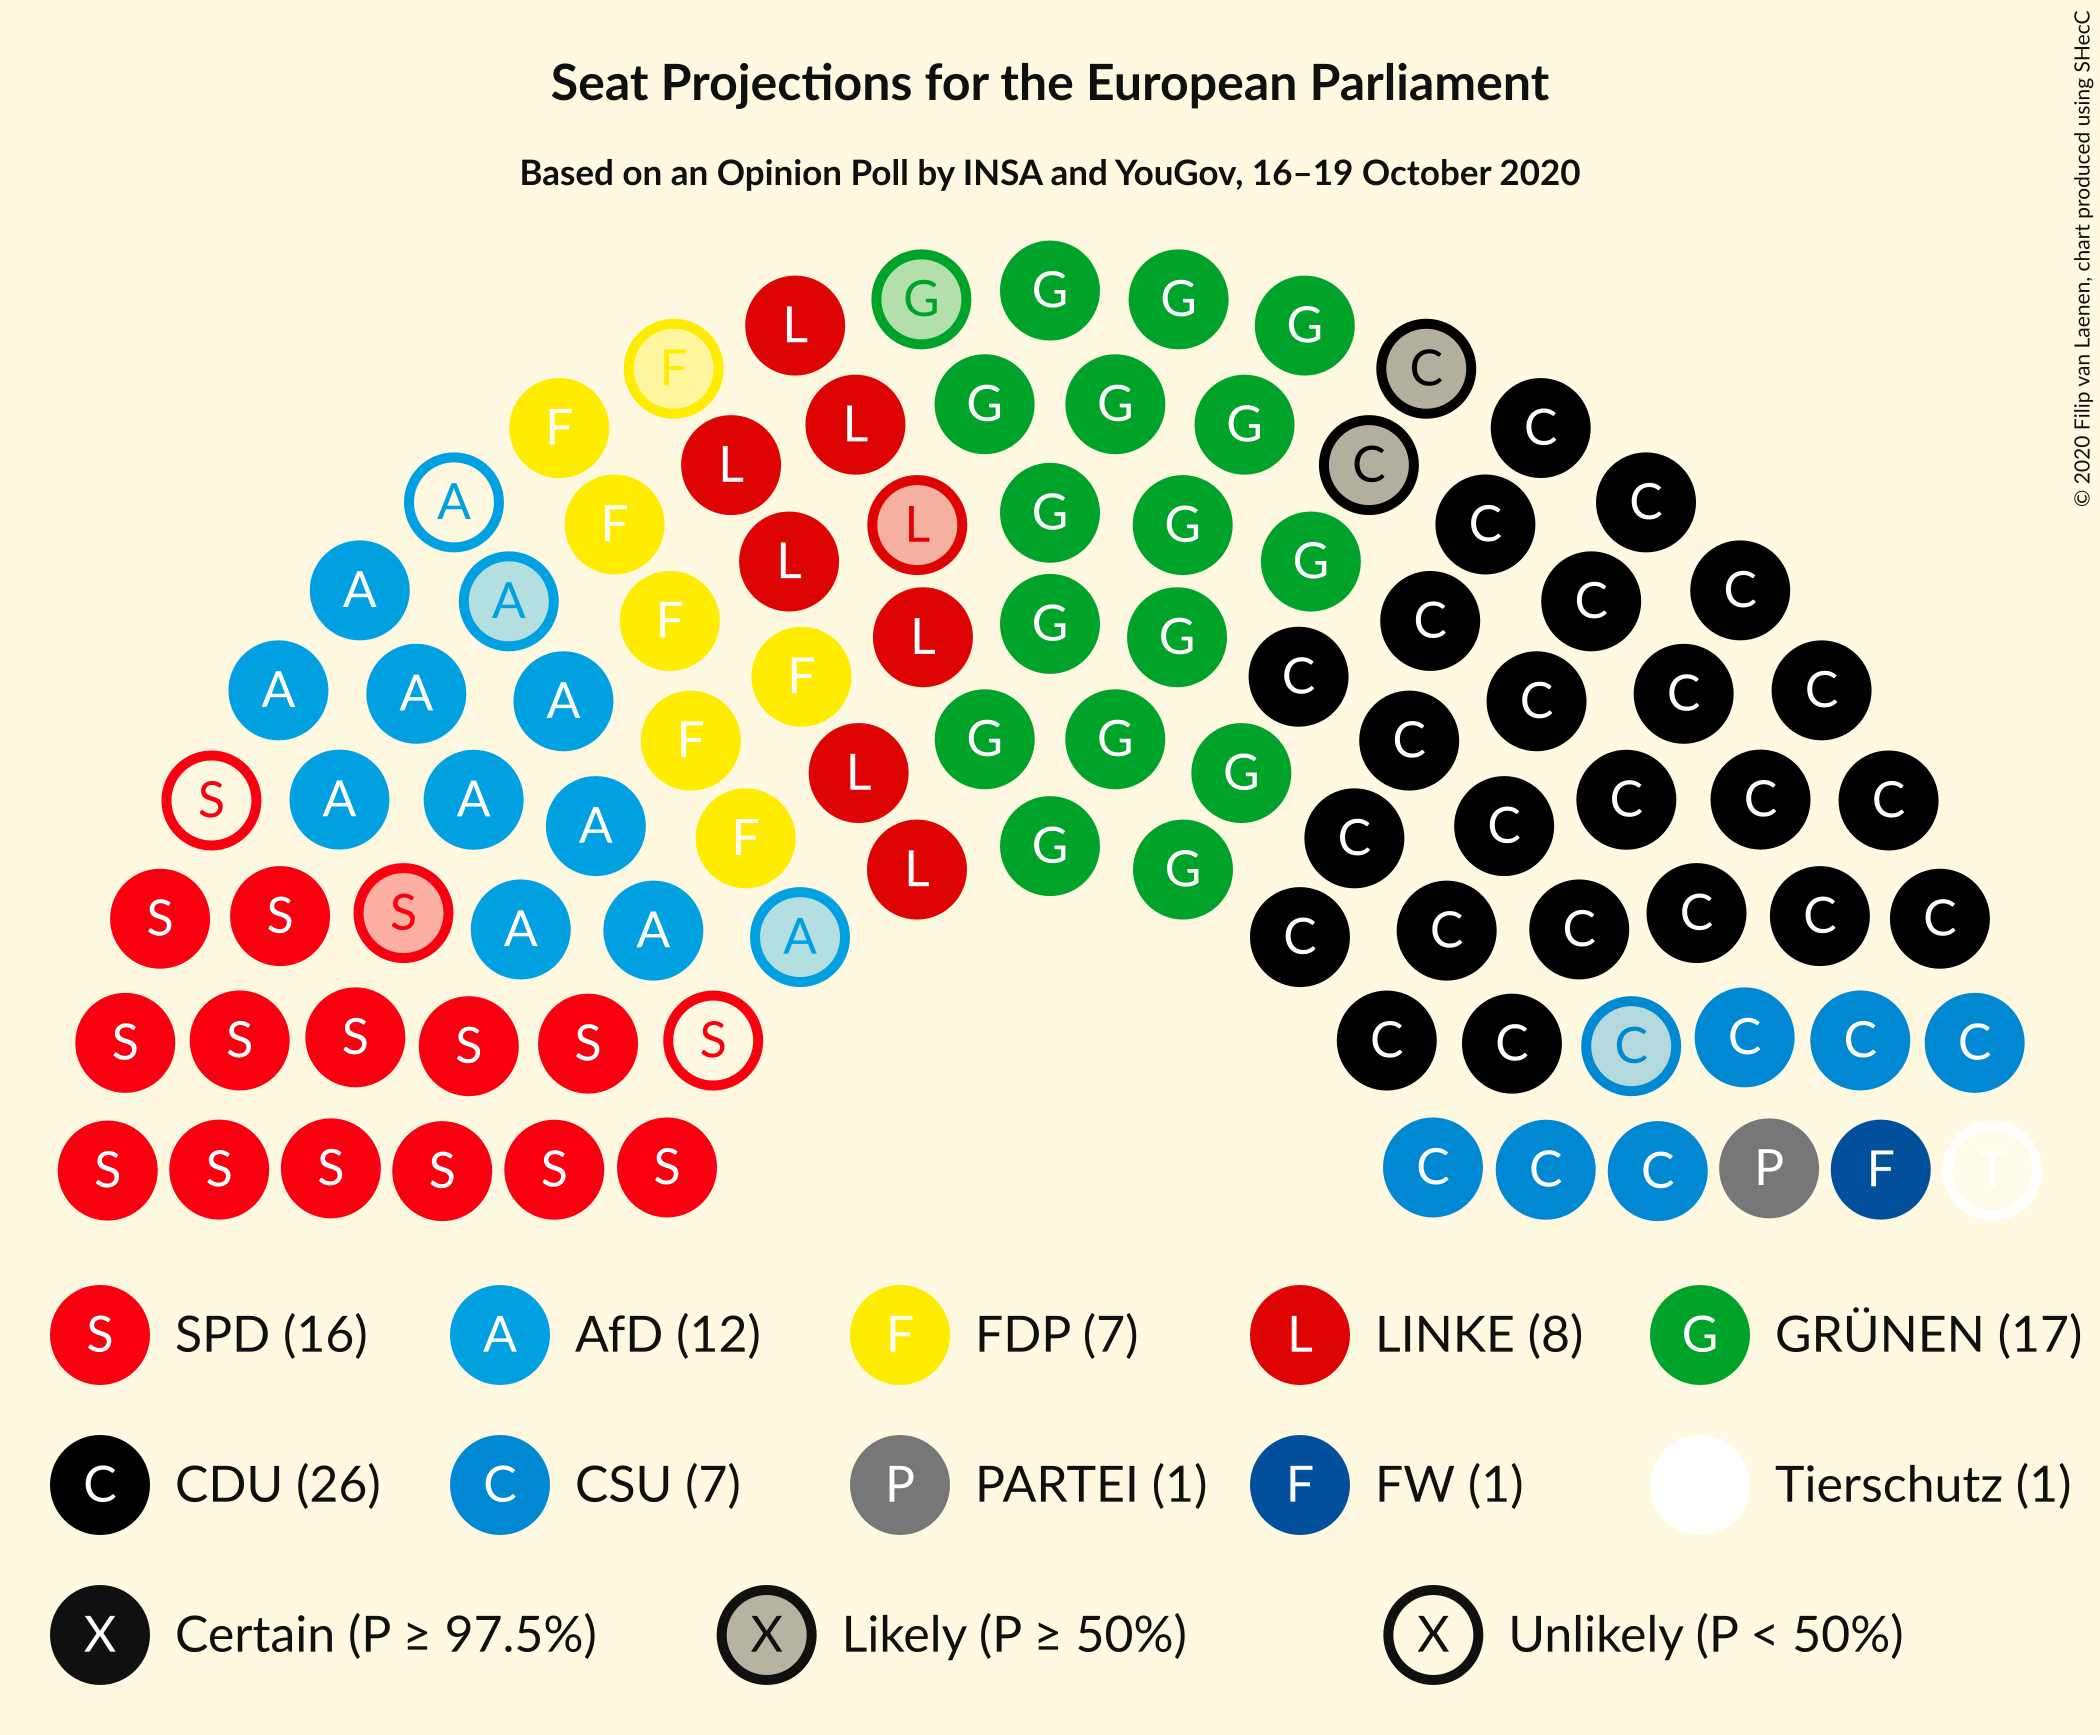 Seat Projections for the European Parliament
Based on an Opinion Poll by INSA and YouGov, 16–19 October 2020
© 2020 Filip van Laenen, chart produced using SHecC
G G G G
L C
F G G G C
F L C C
L G G G C
A F L L C C
A A F L G G G C C C
A A A F F L G G C C C C
S A A A F F L G G G C C C C C C
S S S A A A L G G C C C C C C
S S S S S S C C C C C C
S S S S S S C C C P F T
S SPD (16) A AfD (12) F FDP (7) L LINKE (8) G GRÜNEN (17)
C CDU (26) C CSU (7) P PARTEI (1) F FW (1) Tierschutz (1)
X Certain (P ≥ 97.5%) X Likely (P ≥ 50%) X Unlikely (P < 50%)